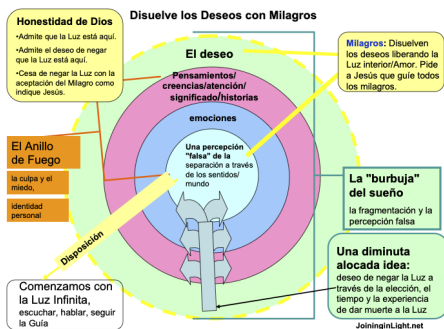 Disuelve los Deseos con Milagros
Honestidad de Dios
•Admite que la Luz está aquí.
•Admite el deseo de negar
que la Luz está aquí.
•Cesa de negar la Luz con la
aceptación del Milagro como
indique Jesús.
El deseo
Milagros: Disuelven
los deseos liberando la
Luz interior/Amor. Pide
a Jesús que guíe todos
los milagros.
Pensamientos/
creencias/atención/
significado/historias
emociones
Una percepción
"falsa" de la
separación a través
de los sentidos/
mundo
El Anillo
de Fuego
la culpa y el
miedo,
identidad
personal
La "burbuja"
del sueño
la fragmentación y la
percepción falsa
Disposición
Comenzamos con
la Luz Infinita,
escuchar, hablar, seguir
la Guía
Una diminuta
alocada idea:
deseo de negar la Luz a
través de la elección, el
tiempo y la experiencia
de dar muerte a la Luz
JoininginLight.net